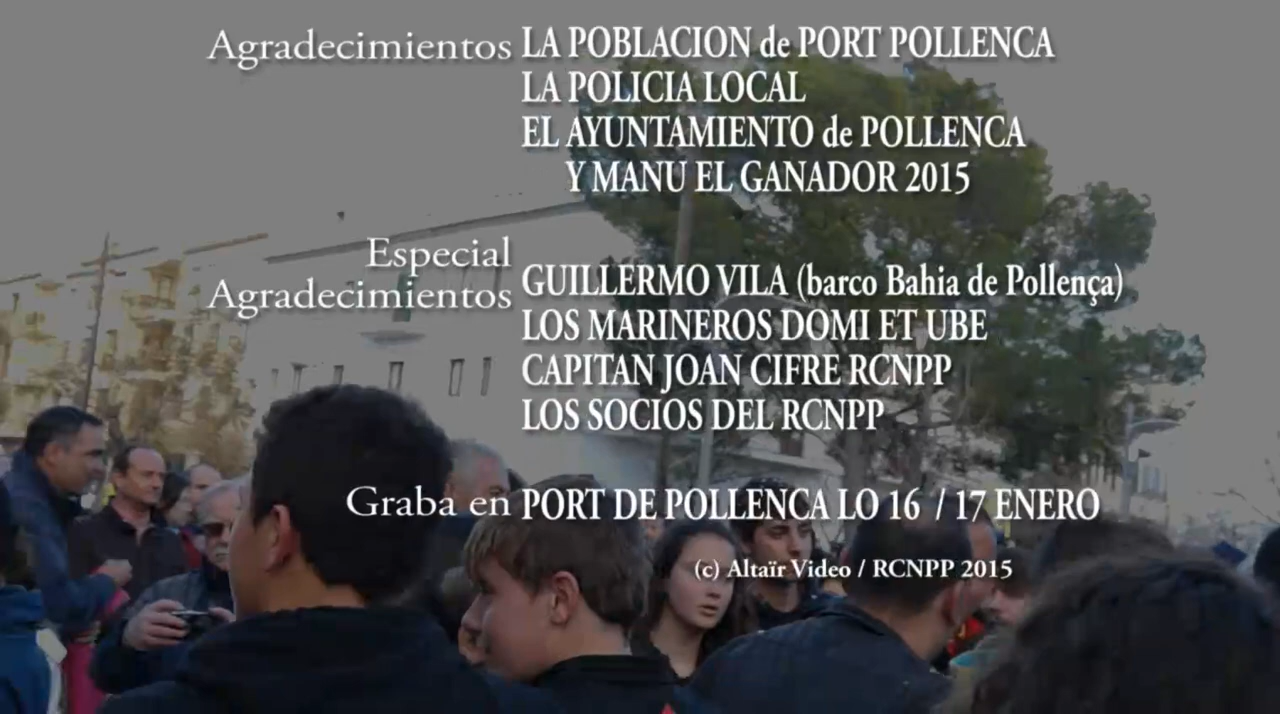 Agradecimientos LA POBLACION de PORT POLLENCA
LA POLICIA LOCAL
EL AYUNTAMIENTO de POLLENCA
Y MANU EL GANADOR 2015
Especial
Agradecimientos GUILLERMO VILA (barco Bahia de Pollença)
LOS MARINEROS DOMI ET UBE
CAPITAN JOAN CIFRE RCNPP
LOS SOCIOS DEL RCNPP
Graba en PORT DE POLLENCA LO 16 / 17 ENERO
(c) Altaïr Video / RCNPP 2015